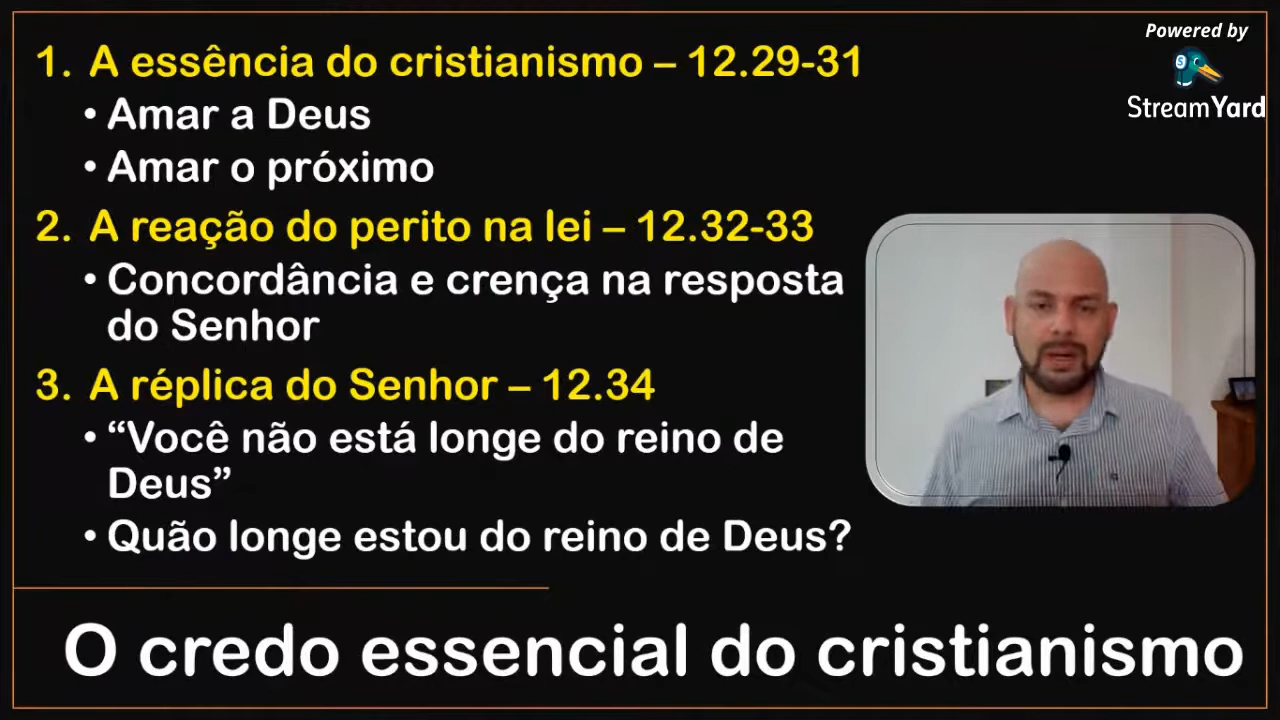 1. A essência do cristianismo – 12.29-31
• Amar a Deus
• Amar o próximo
2. A reação do perito na lei – 12.32-33
• Concordância e crença na resposta
do Senhor
3. A réplica do Senhor – 12.34
• “Você não está longe do reino de
Deus”
• Quão longe estou do reino de Deus?
O credo essencial do cristianismo
Powered by
StreamYard